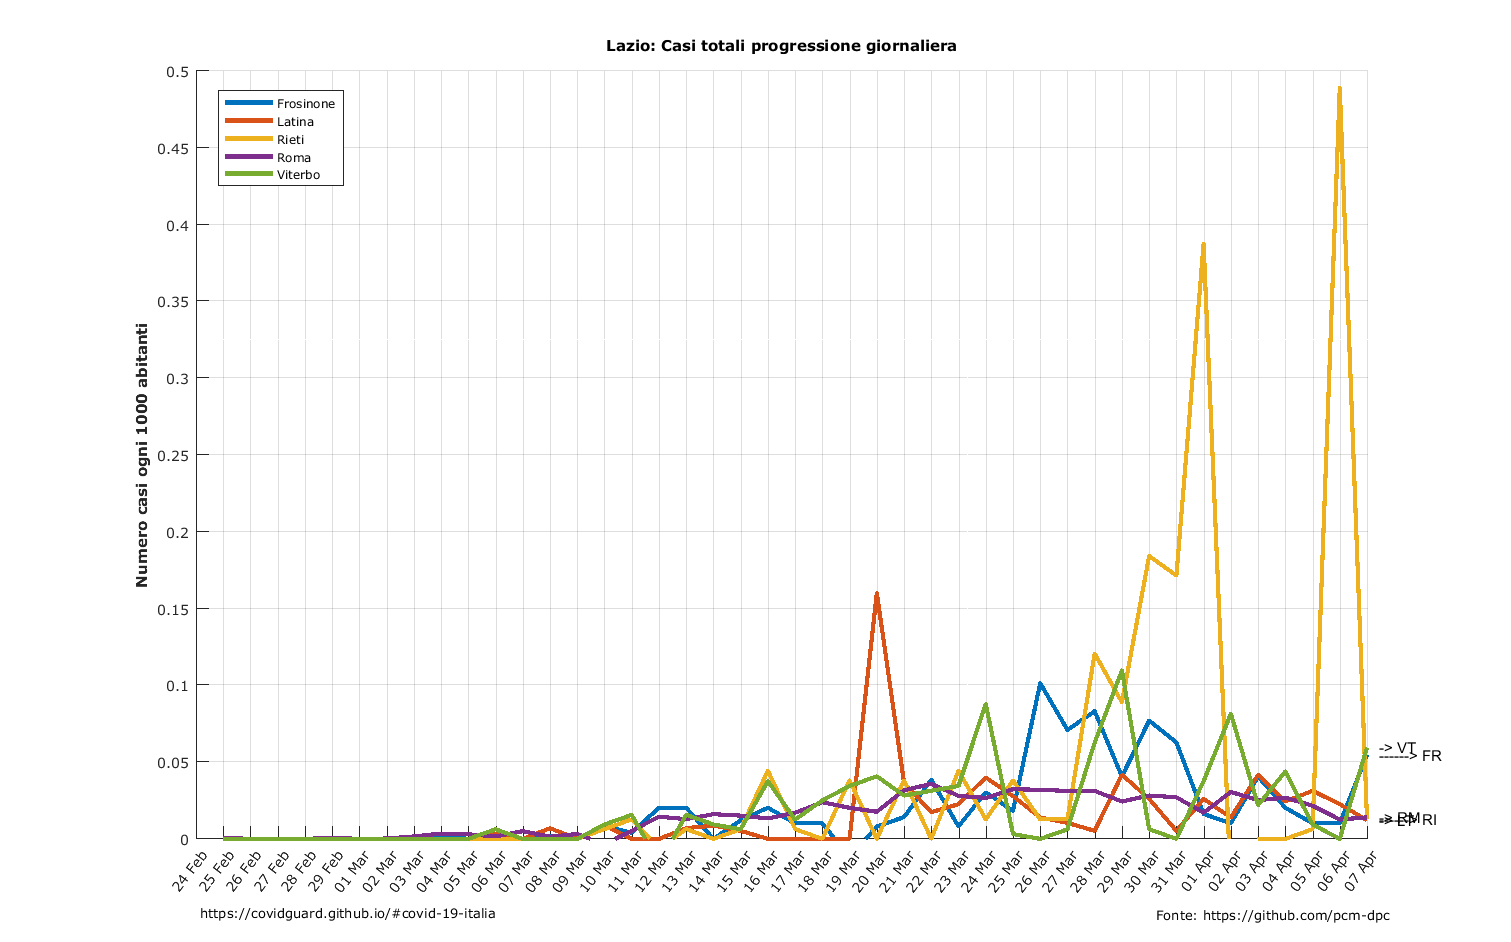 Lazio: Casi totali progressione giornaliera
Numero casi ogni 1000 abitanti
0.5
0.45
0.4
0.35
0.3
0.25
0.2
0.15
0.1
0.05
0
Frosinone
Latina
Rieti
Roma
Viterbo
-> VT
------> FR
-> RM
RI
24 Feb
25 Feb
26 Feb
27 Feb
28 Feb
29 Feb
01 Mar
02 Mar
03 Mar
04 Mar
05 Mar
06 Mar
07 Mar
08 Mar
09 Mar
10 Mar
11 Mar
12 Mar
13 Mar
14 Mar
15 Mar
16 Mar
17 Mar
18 Mar
19 Mar
20 Mar
21 Mar
22 Mar
23 Mar
24 Mar
25 Mar
26 Mar
27 Mar
28 Mar
29 Mar
30 Mar
31 Mar
01 Apr
02 Apr
03 Apr
04 Apr
05 Apr
06 Apr
07 Apr
https://covidguard.github.io/#covid-19-italia
Fonte: https://github.com/pcm-dpc